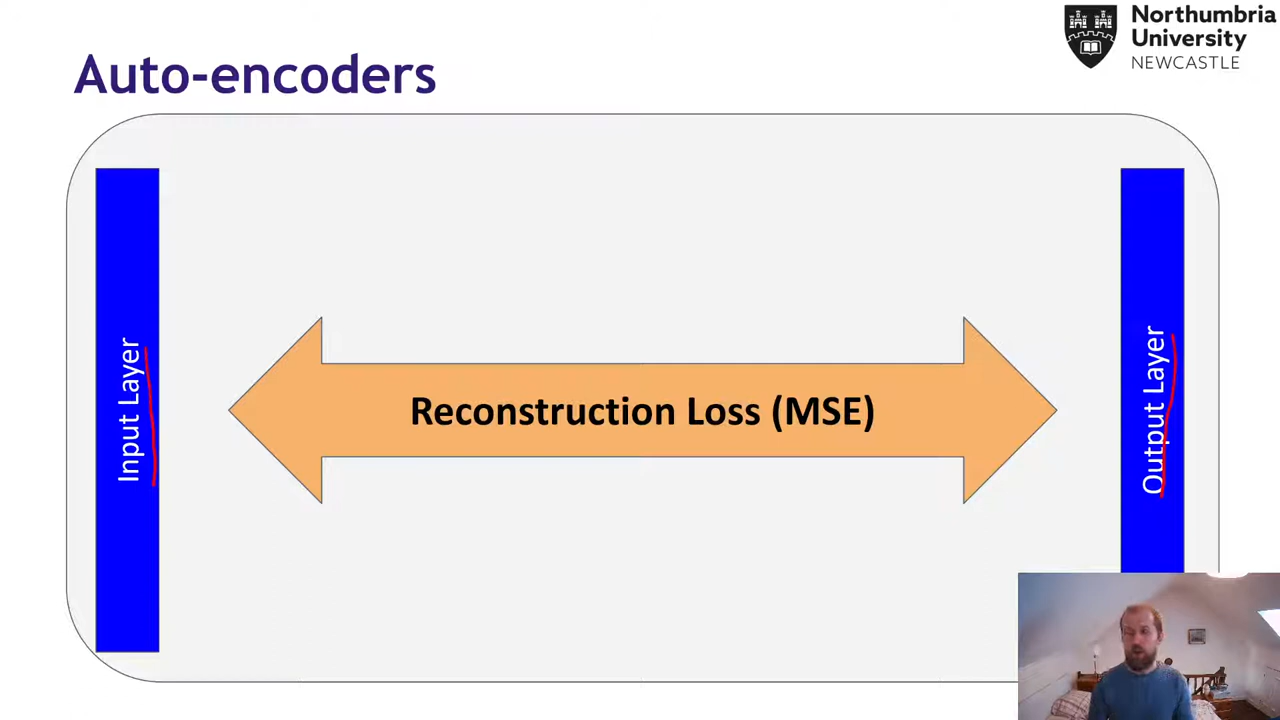 Northumbria
University
NEWCASTLE
Auto-encoders
Input Layer
Reconstruction Loss (MSE)
Output Layer